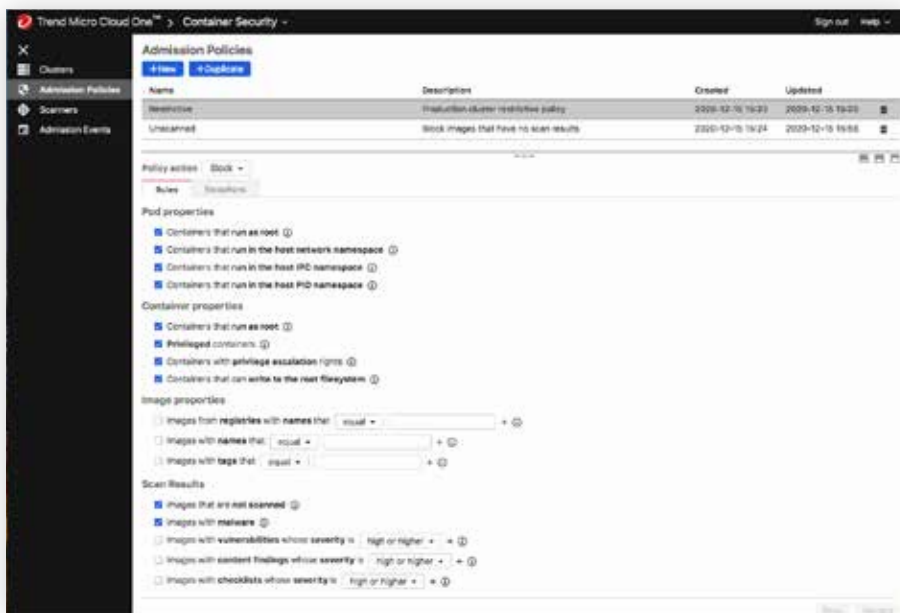 Trend Micro Cloud One™ > Container Security
Sign out Help
Clusters
Admission Policies
Scanners
Admission Events
Admission Policies
+New +Duplicate
Name Description Created Updated
Restrictive Production cluster restrictive policy 2020-12-15 2020-12-15
Unscanned Block images that have no scan results 2020-12-15 15:24 2020-12-15
Policy action Block
Rules Exceptions
Pod properties
Containers that run as root
Containers that run in the host network namespace
Containers that run in the host IPC namespace
Containers that run in the host PID namespace
Container properties
Containers that run as root
Privileged containers
Containers with privilege escalation rights
Containers that can write to the root filesystem
Image properties
Images from registries with names that equal +
Images with names that equal +
Images with tags that equal +
Scan Results
Images that are not scanned
Images with malware
Images with vulnerabilities whose severity is high or higher +
Images with content findings whose severity is high or higher +
Images with checklists whose severity is high or higher +